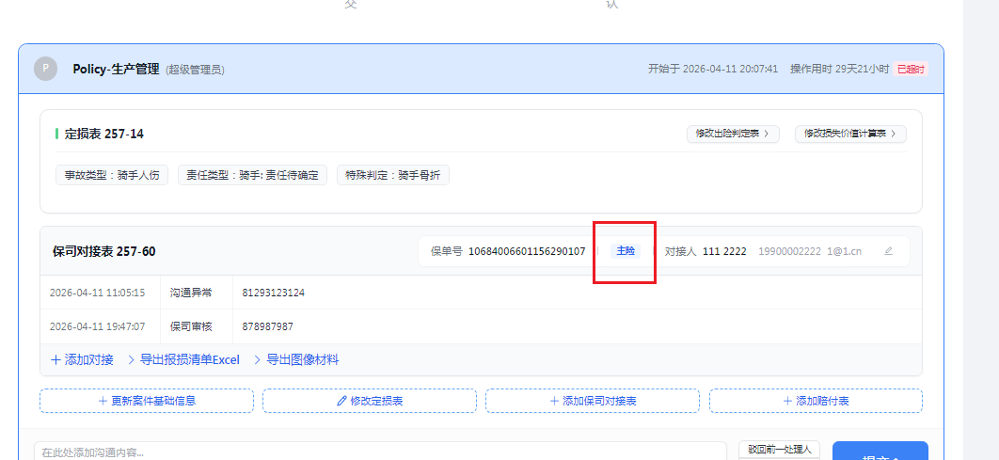 交 认
P Policy-生产管理 (超级管理员) 开始于 2026-04-11 20:07:41 操作用时 29天21小时 已超时
定损表 257-14 修改出险判定表 > 修改损失价值计算表 >
事故类型：骑手人伤 责任类型：骑手: 责任待确定 特殊判定：骑手骨折
保司对接表 257-60 保单号 10684006601156290107 主险 对接人 111 2222 19900002222 1@1.cn
2026-04-11 11:05:15 沟通异常 81293123124
2026-04-11 19:47:07 保司审核 878987987
+ 添加对接 > 导出报损清单Excel > 导出图像材料
+ 更新案件基础信息 修改定损表 + 添加保司对接表 + 添加赔付表
在此处添加沟通内容... 驳回前一处理人